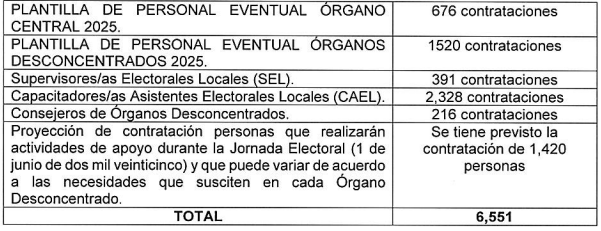 PLANTILLA DE PERSONAL EVENTUAL ÓRGANO CENTRAL 2025.
676 contrataciones
PLANTILLA DE PERSONAL EVENTUAL ÓRGANOS DESCONCENTRADOS 2025.
1520 contrataciones
Supervisores/as Electorales Locales (SEL).
391 contrataciones
Capacitadores/as Asistentes Electorales Locales (CAEL).
2,328 contrataciones
Consejeros de Órganos Desconcentrados.
216 contrataciones
Proyección de contratación personas que realizarán
actividades de apoyo durante la Jornada Electoral (1 de
junio de dos mil veinticinco) y que puede variar de acuerdo
a las necesidades que susciten en cada Órgano
Desconcentrado.
Se tiene previsto la
contratación de 1,420
personas
TOTAL
6,551